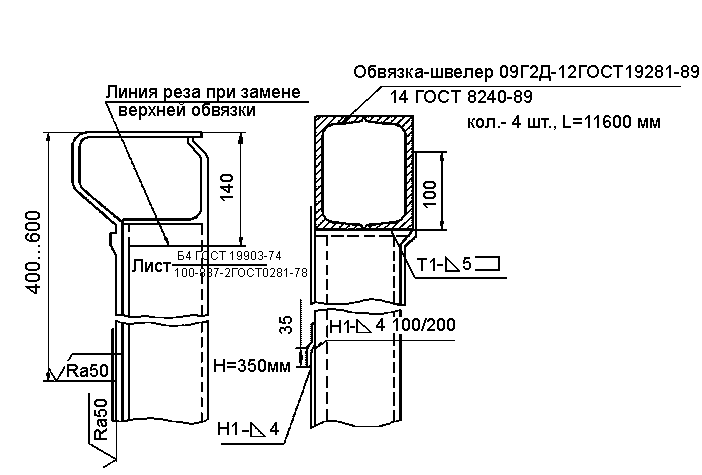 Обвязка-швелер 09Г2Д-12ГОСТ19281-89
14 ГОСТ 8240-89
кол.- 4 шт., L=11600 мм
Линия реза при замене
верхней обвязки
140
100
400...600
Лист Б4 ГОСТ 19903-74
100-887-2ГОСТ0281-78
Т1-◺5
35
Н1-◺4 100/200
Ra50
Н=350мм
Ra50
Н1-◺4